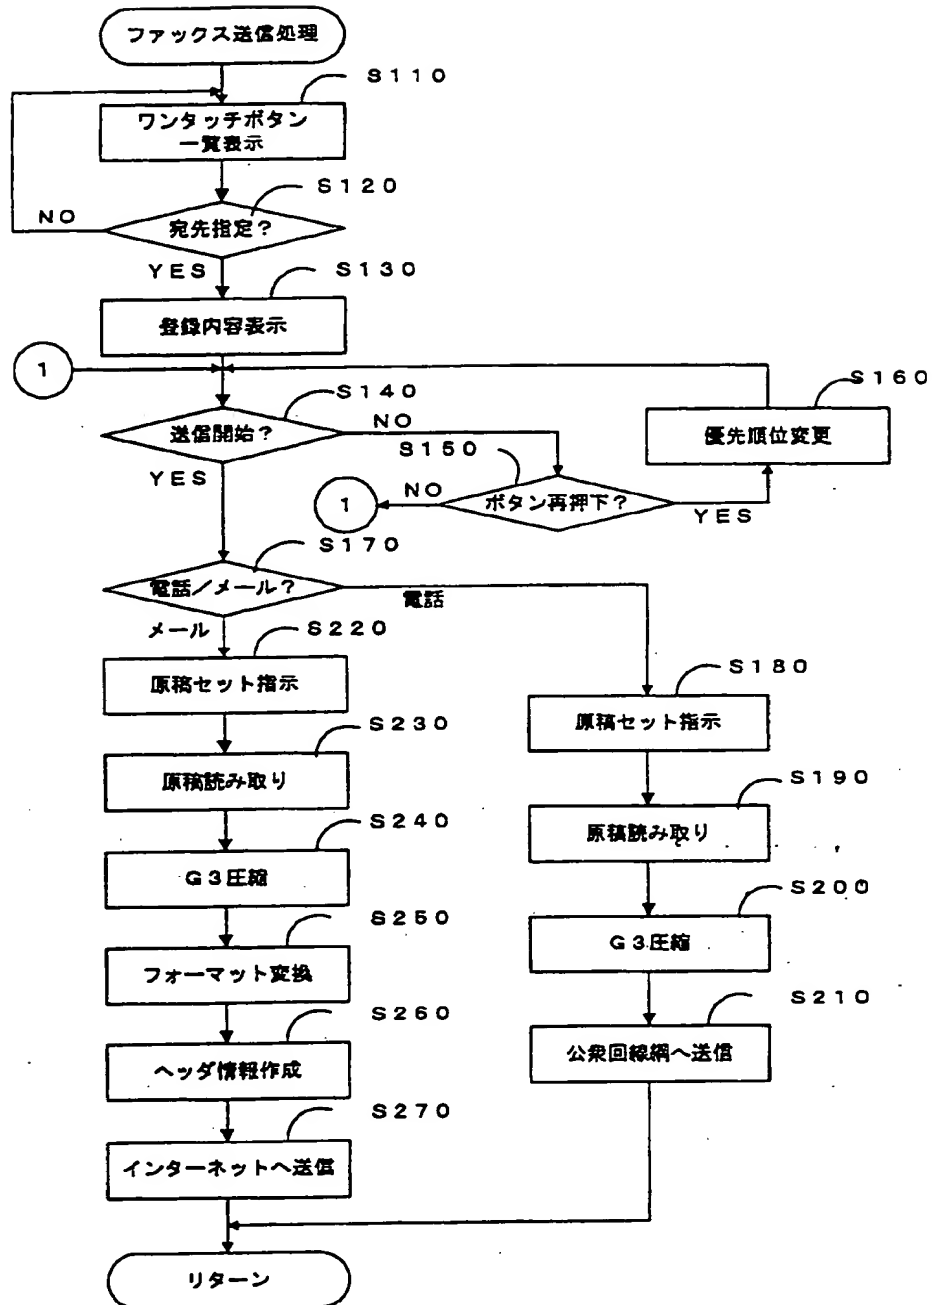 ファックス送信処理
S110
ワンタッチボタン
一覧表示
S120
宛先指定？
NO
YES
S130
登録内容表示
1
S140
送信開始？
NO
YES
S150
ボタン再押下？
NO
1
YES
S160
優先順位変更
S170
電話／メール？
電話
メール
S220
原稿セット指示
S230
原稿読み取り
S240
G3圧縮
S250
フォーマット変換
S260
ヘッダ情報作成
S270
インターネットへ送信
S180
原稿セット指示
S190
原稿読み取り
S200
G3圧縮
S210
公衆回線網へ送信
リターン